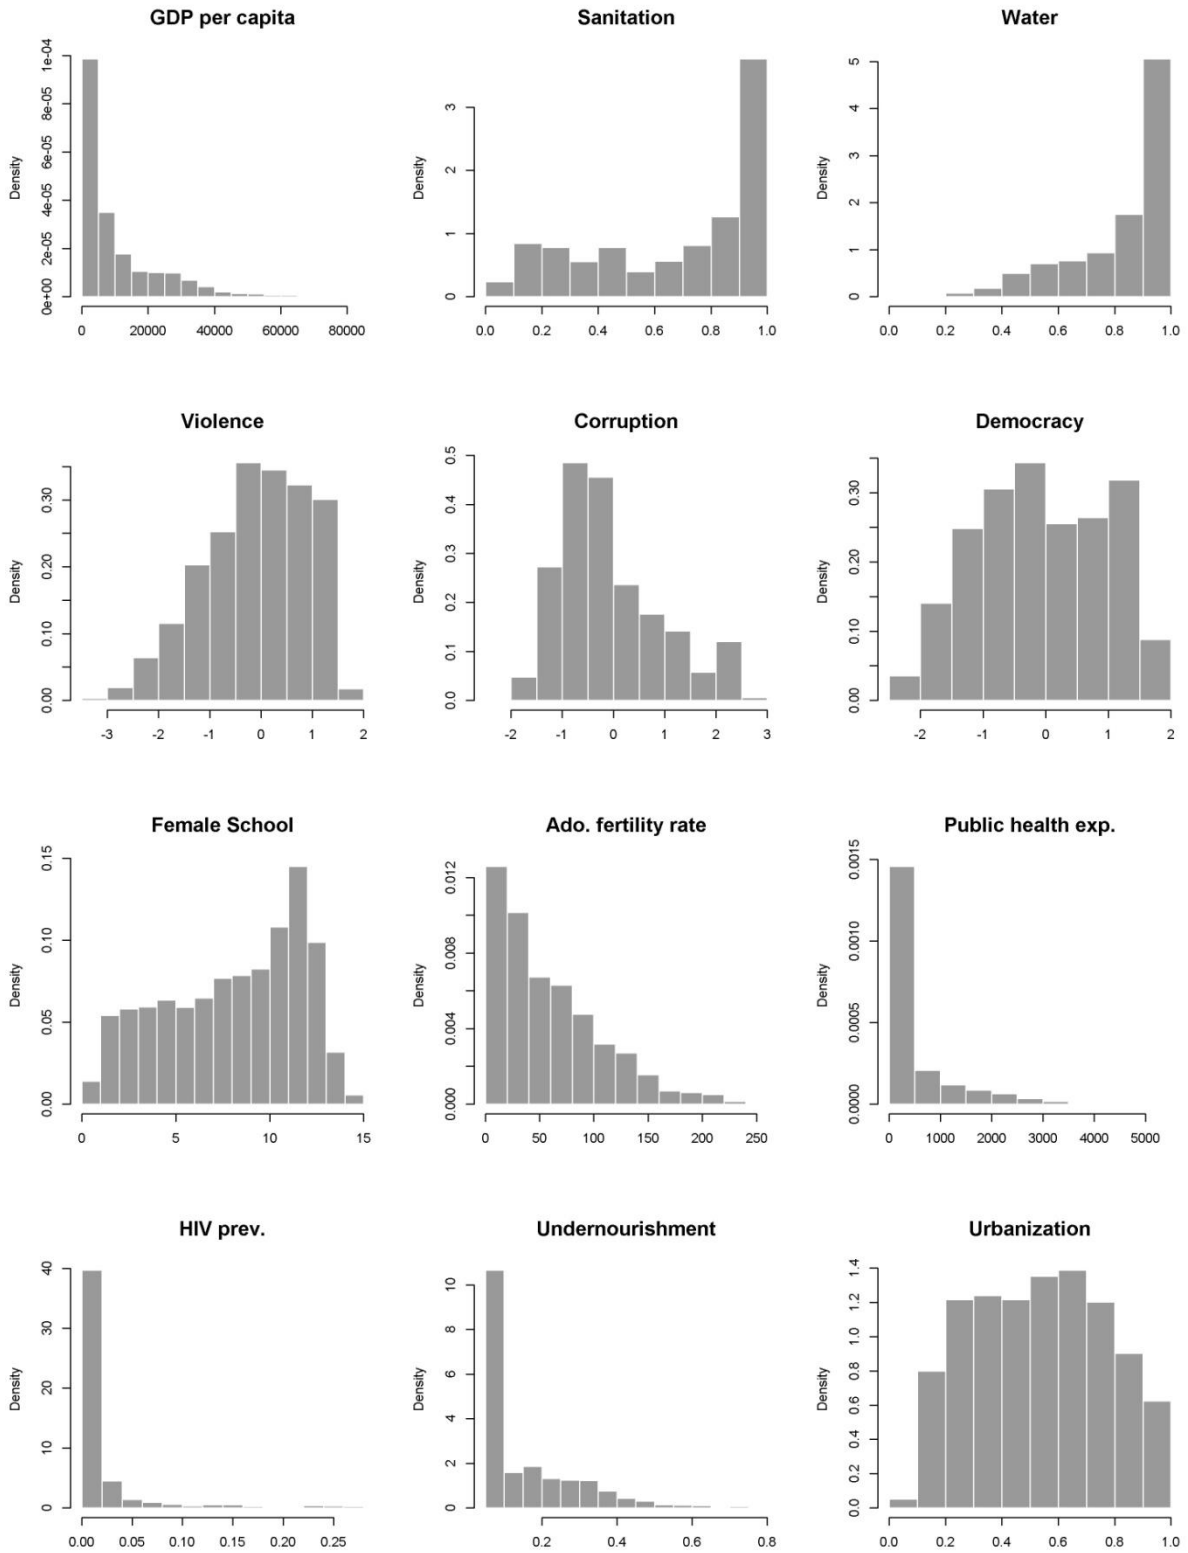 GDP per capita
Density
0e+00 2e-05 4e-05 6e-05 8e-05 1e-04
0 20000 40000 60000 80000
Sanitation
Density
0 1 2 3
0.0 0.2 0.4 0.6 0.8 1.0
Water
Density
0 1 2 3 4 5
0.0 0.2 0.4 0.6 0.8 1.0
Violence
Density
0.00 0.10 0.20 0.30
-3 -2 -1 0 1 2
Corruption
Density
0.0 0.1 0.2 0.3 0.4 0.5
-2 -1 0 1 2 3
Democracy
Density
0.00 0.10 0.20 0.30
-2 -1 0 1 2
Female School
Density
0.00 0.05 0.10 0.15
0 5 10 15
Ado. fertility rate
Density
0.000 0.004 0.008 0.012
0 50 100 150 200 250
Public health exp.
Density
0.0000 0.0005 0.0010 0.0015
0 1000 2000 3000 4000 5000
HIV prev.
Density
0 10 20 30 40
0.00 0.05 0.10 0.15 0.20 0.25
Undernourishment
Density
0 2 4 6 8 10
0.2 0.4 0.6 0.8
Urbanization
Density
0.0 0.2 0.4 0.6 0.8 1.0 1.2 1.4
0.0 0.2 0.4 0.6 0.8 1.0